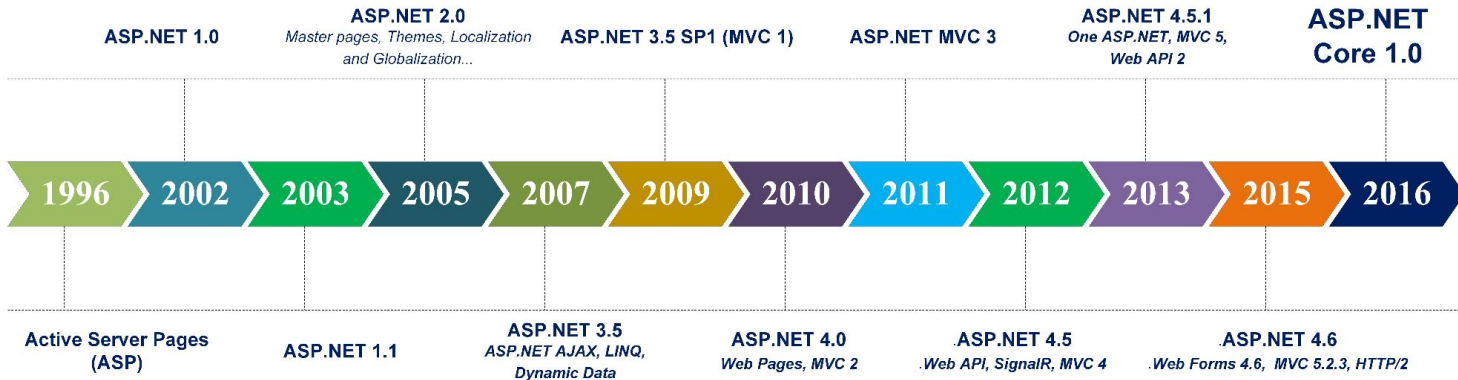 ASP.NET 1.0
ASP.NET 2.0
Master pages, Themes, Localization
and Globalization...
ASP.NET 3.5 SP1 (MVC 1)
ASP.NET MVC 3
ASP.NET 4.5.1
One ASP.NET, MVC 5,
Web API 2
ASP.NET
Core 1.0
1996
2002
2003
2005
2007
2009
2010
2011
2012
2013
2015
2016
Active Server Pages
(ASP)
ASP.NET 1.1
ASP.NET 3.5
ASP.NET AJAX, LINQ,
Dynamic Data
ASP.NET 4.0
Web Pages, MVC 2
.ASP.NET 4.5
.Web API, SignalR, MVC 4
.ASP.NET 4.6
.Web Forms 4.6, MVC 5.2.3, HTTP/2